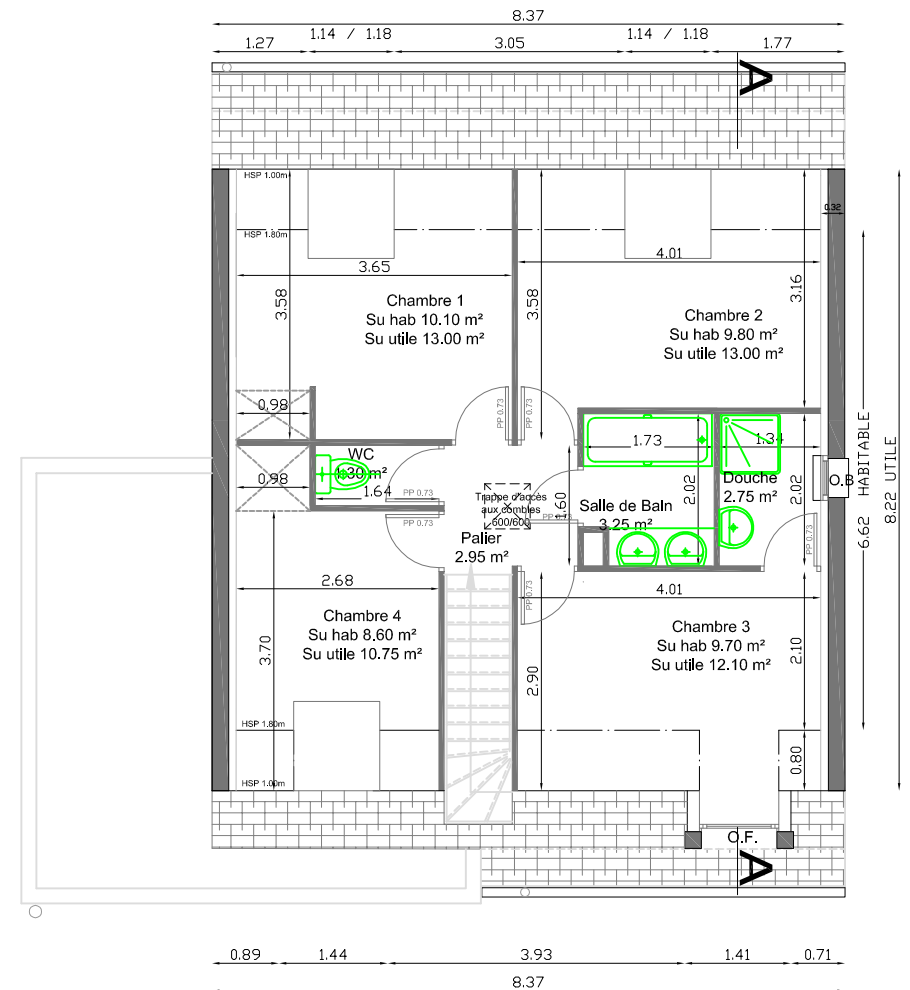 8.37
1.27
1.14 / 1.18
3.05
1.14 / 1.18
1.77
A
HSP 1.00m
HSP 1.80m
0.32
3.65
4.01
3.58
3.58
3.16
Chambre 1
Su hab 10.10 m²
Su utile 13.00 m²
Chambre 2
Su hab 9.80 m²
Su utile 13.00 m²
0.98
PP 0.73
PP 0.73
WC
1.30 m²
1.64
0.98
PP 0.73
PP 0.73
1.73
1.34
2.02
2.02
Douche
2.75 m²
O.B
Salle de Bain
3.25 m²
1.60
PP 0.73
Trappe d'accès
aux combles
600/600
Palier
2.95 m²
PP 0.73
PP 0.73
6.62 HABITABLE
8.22 UTILE
2.68
4.01
Chambre 4
Su hab 8.60 m²
Su utile 10.75 m²
3.70
Chambre 3
Su hab 9.70 m²
Su utile 12.10 m²
2.90
2.10
0.80
HSP 1.80m
HSP 1.00m
O.F.
A
0.89
1.44
3.93
1.41
0.71
8.37